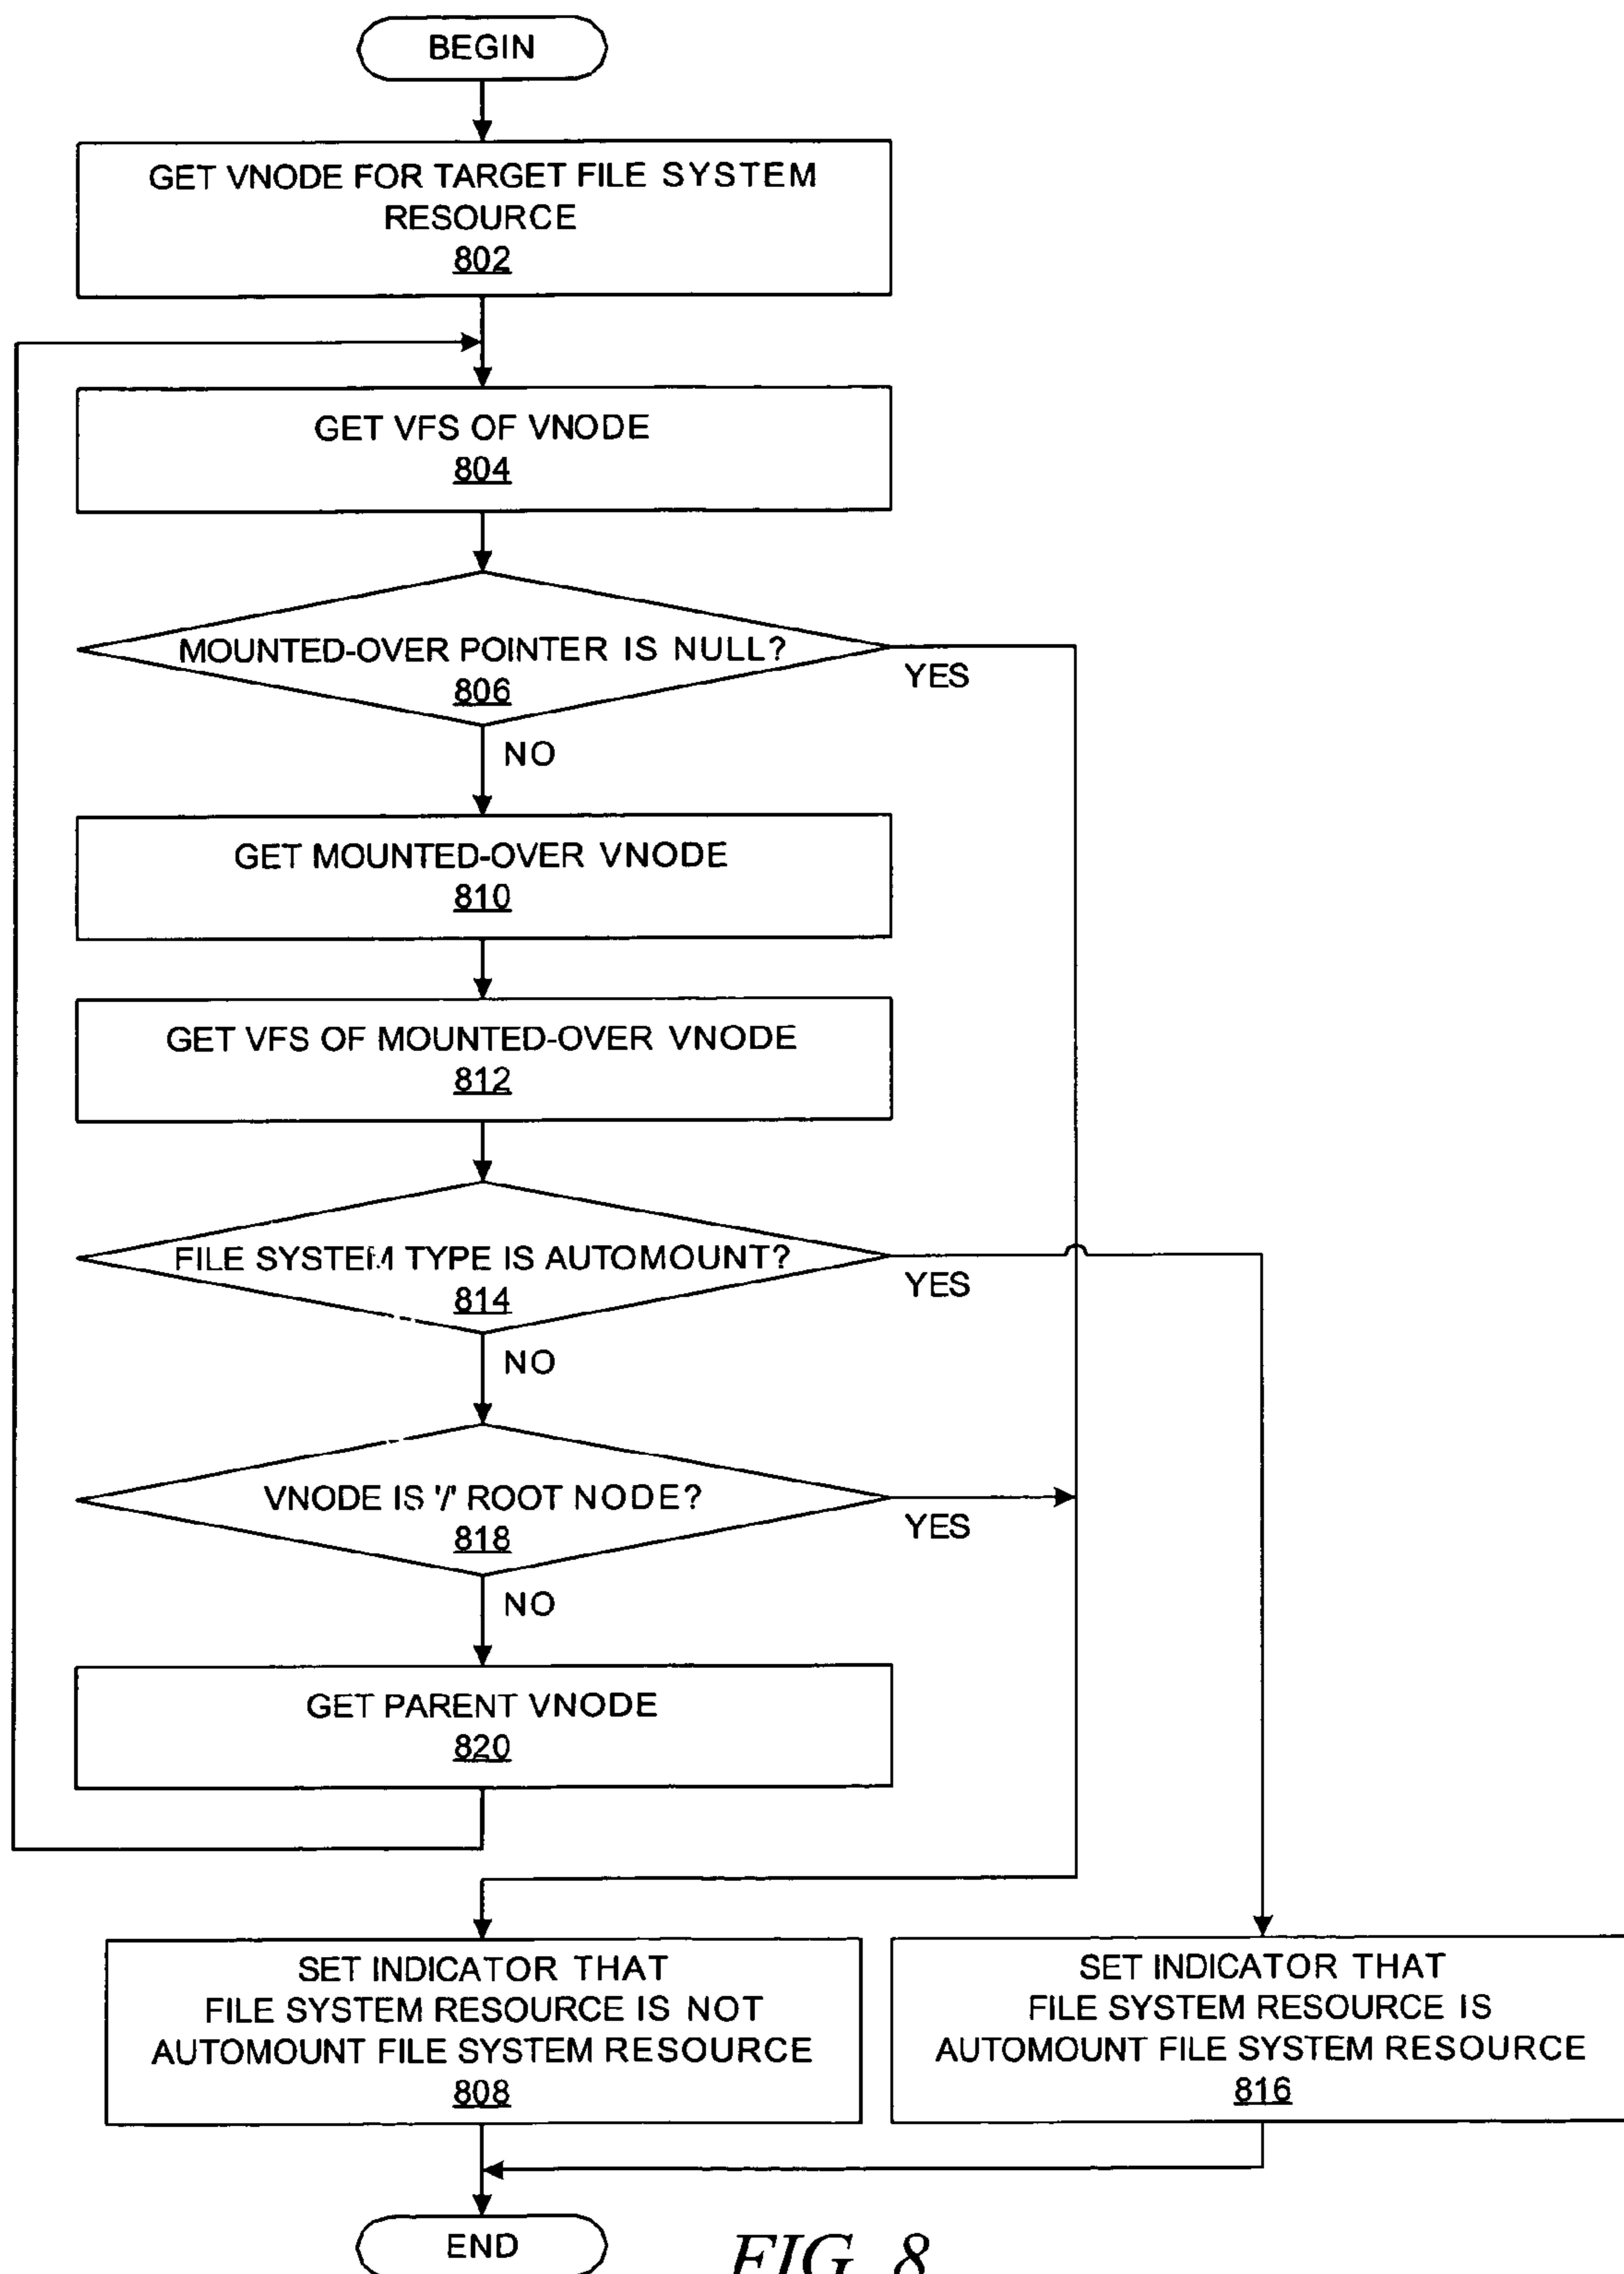 BEGIN
GET VNODE FOR TARGET FILE SYSTEM
RESOURCE
802
GET VFS OF VNODE
804
MOUNTED-OVER POINTER IS NULL?
806
YES
NO
GET MOUNTED-OVER VNODE
810
GET VFS OF MOUNTED-OVER VNODE
812
FILE SYSTEM TYPE IS AUTOMOUNT?
814
YES
NO
VNODE IS '/' ROOT NODE?
818
YES
NO
GET PARENT VNODE
820
SET INDICATOR THAT
FILE SYSTEM RESOURCE IS NOT
AUTOMOUNT FILE SYSTEM RESOURCE
808
SET INDICATOR THAT
FILE SYSTEM RESOURCE IS
AUTOMOUNT FILE SYSTEM RESOURCE
816
END
FIG. 8